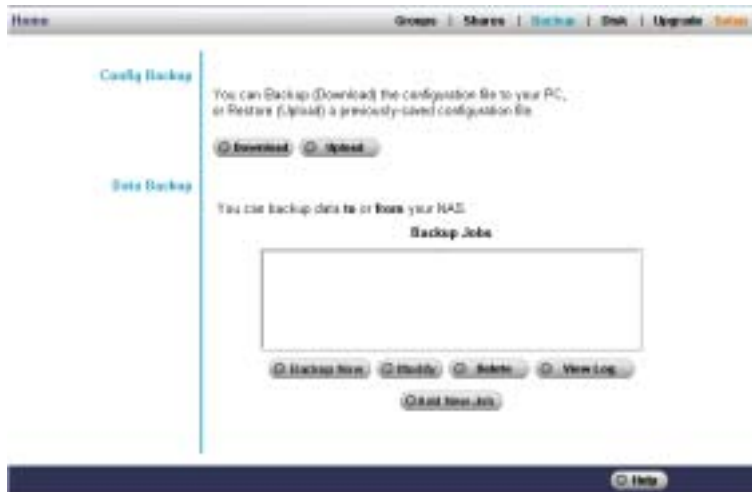 Home
Groups | Shares | Backup | Disk | Upgrade Setup
Config Backup
You can Backup (Download) the configuration file to your PC,
or Restore (Upload) a previously-saved configuration file.
Download Upload
Data Backup
You can backup data to or from your NAS.
Backup Jobs
Backup Now Modify Delete View Log
Add New Job
Help